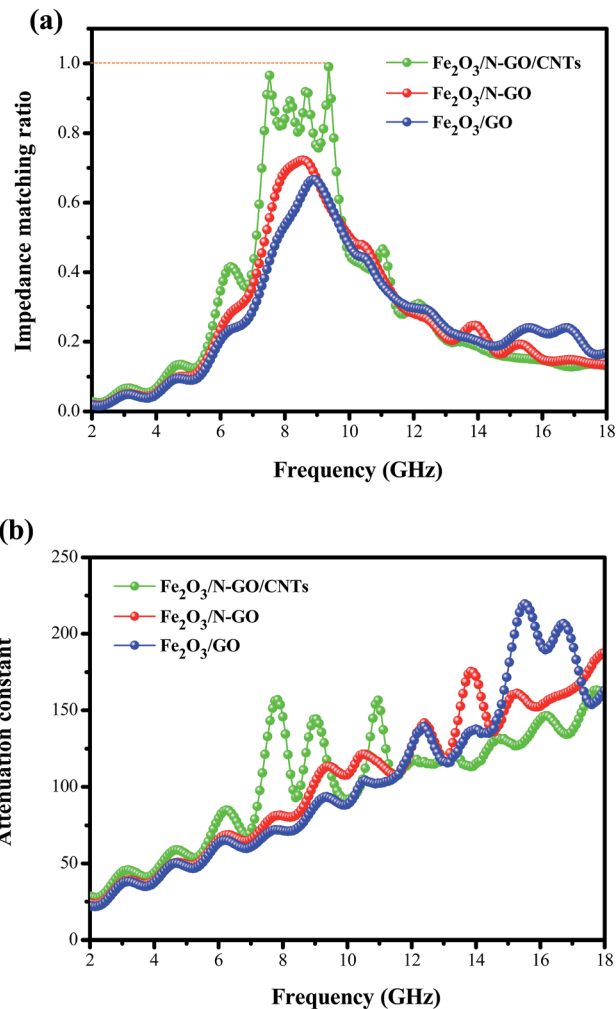 (a)
Impedance matching ratio
1.0
0.8
0.6
0.4
0.2
0.0
Fe₂O₃/N-GO/CNTs
Fe₂O₃/N-GO
Fe₂O₃/GO
2 4 6 8 10 12 14 16 18
Frequency (GHz)
(b)
Attenuation constant
250
200
150
100
50
0
Fe₂O₃/N-GO/CNTs
Fe₂O₃/N-GO
Fe₂O₃/GO
2 4 6 8 10 12 14 16 18
Frequency (GHz)